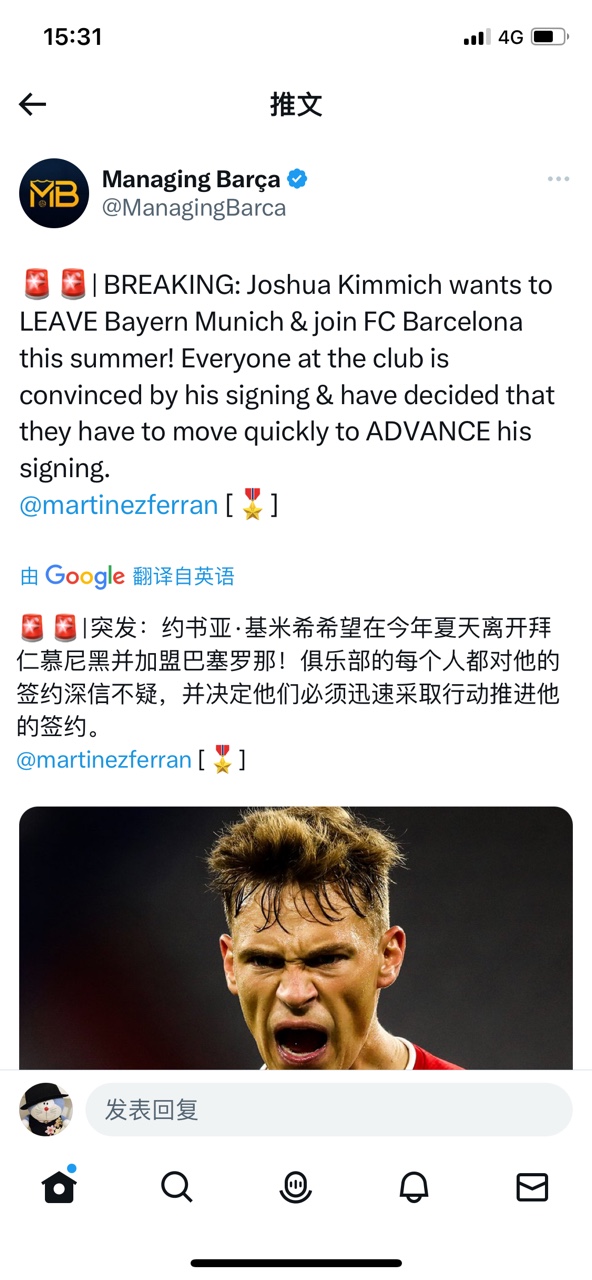 15:31
4G
推文
MB
Managing Barça
@ManagingBarca
🚨 🚨 | BREAKING: Joshua Kimmich wants to
LEAVE Bayern Munich & join FC Barcelona
this summer! Everyone at the club is
convinced by his signing & have decided that
they have to move quickly to ADVANCE his
signing.
@martinezferran [ 🎖️ ]
由 Google 翻译自英语
🚨 🚨 | 突发：约书亚·基米希希望在今年夏天离开拜
仁慕尼黑并加盟巴塞罗那！俱乐部的每个人都对他的
签约深信不疑，并决定他们必须迅速采取行动推进他
的签约。
@martinezferran [ 🎖️ ]
发表回复